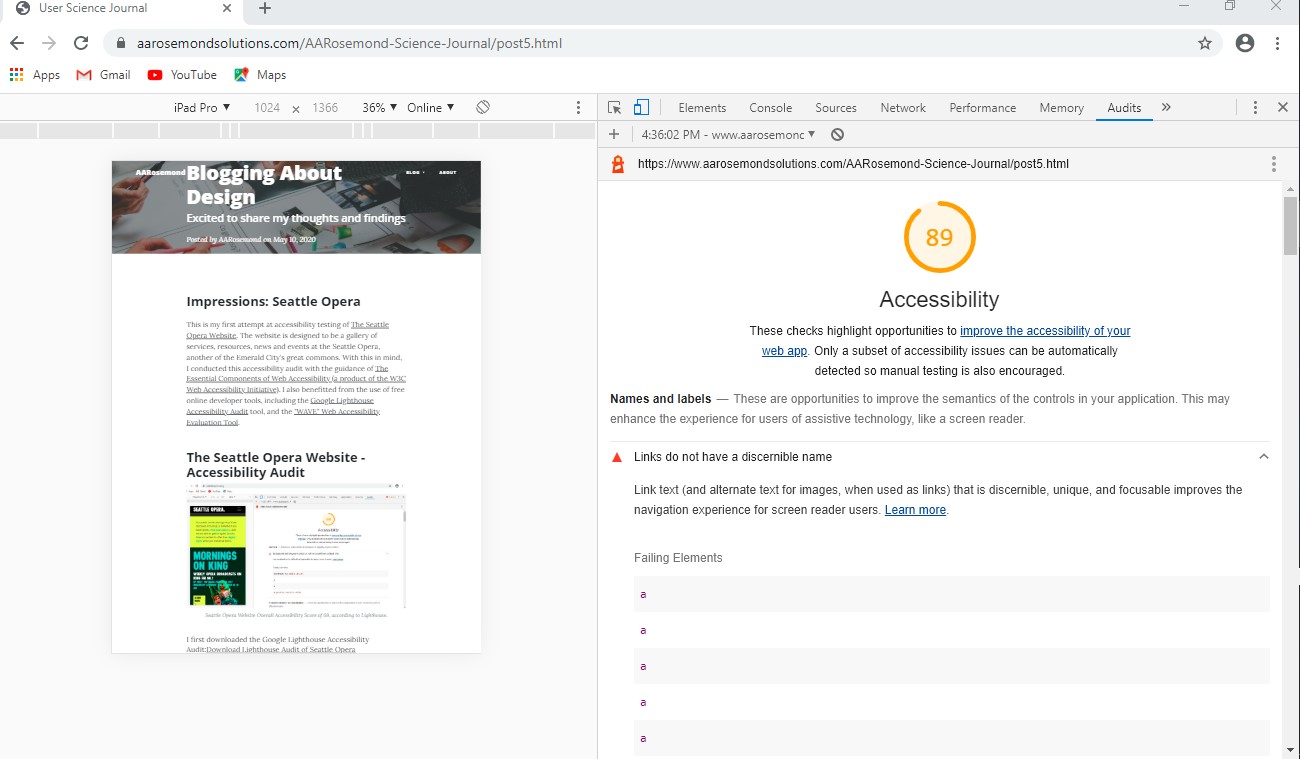 User Science Journal
aarosemondsolutions.com/AARosemond-Science-Journal/post5.html
Apps Gmail YouTube Maps
iPad Pro ▼ 1024 × 1366 36% ▼ Online ▼
AARosemond
BLOG
ABOUT
Blogging About
Design
Excited to share my thoughts and findings
Posted by AARosemond on May 10, 2020
Impressions: Seattle Opera
This is my first attempt at accessibility testing of The Seattle
Opera Website. The website is designed to be a gallery of
services, resources, news and events at the Seattle Opera,
another of the Emerald City's great commons. With this in mind,
I conducted this accessibility audit with the guidance of The
Essential Components of Web Accessibility (a product of the W3C
Web Accessibility Initiative). I also benefitted from the use of free
online developer tools, including the Google Lighthouse
Accessibility Audit tool, and the "WAVE" Web Accessibility
Evaluation Tool.
The Seattle Opera Website -
Accessibility Audit
SEATTLE OPERA.
MORNINGS
ON KING
Accessibility
Seattle Opera Website Overall Accessibility Score of 59, according to Lighthouse.
I first downloaded the Google Lighthouse Accessibility
Audit:Download Lighthouse Audit of Seattle Opera
Elements Console Sources Network Performance Memory Audits »
4:36:02 PM - www.aarosemonc ▼
https://www.aarosemondsolutions.com/AARosemond-Science-Journal/post5.html
89
Accessibility
These checks highlight opportunities to improve the accessibility of your
web app. Only a subset of accessibility issues can be automatically
detected so manual testing is also encouraged.
Names and labels — These are opportunities to improve the semantics of the controls in your application. This may
enhance the experience for users of assistive technology, like a screen reader.
Links do not have a discernible name
Link text (and alternate text for images, when used as links) that is discernible, unique, and focusable improves the
navigation experience for screen reader users. Learn more.
Failing Elements
a
a
a
a
a